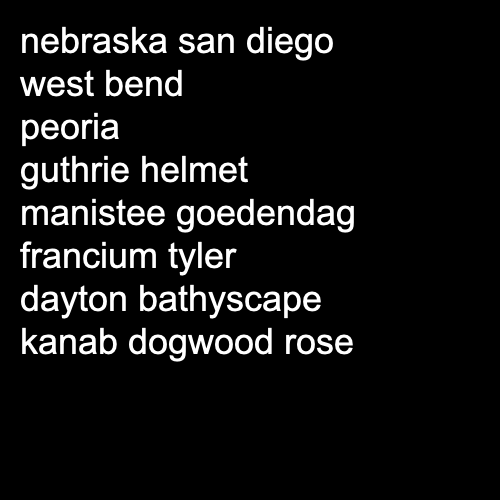 nebraska san diego
west bend
peoria
guthrie helmet
manistee goedendag
francium tyler
dayton bathyscape
kanab dogwood rose